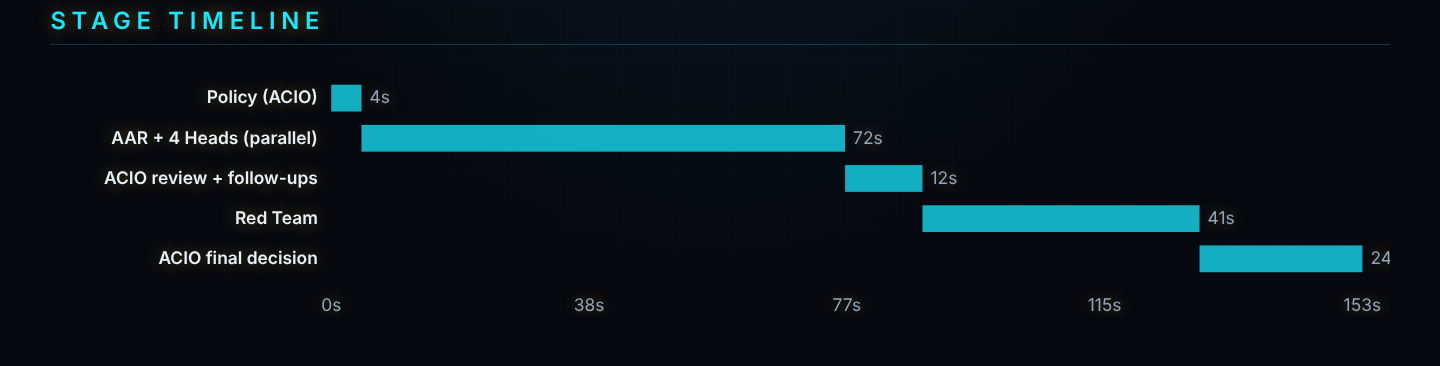 STAGE TIMELINE
Policy (ACIO) 4s
AAR + 4 Heads (parallel) 72s
ACIO review + follow-ups 12s
Red Team 41s
ACIO final decision 24
0s 38s 77s 115s 153s